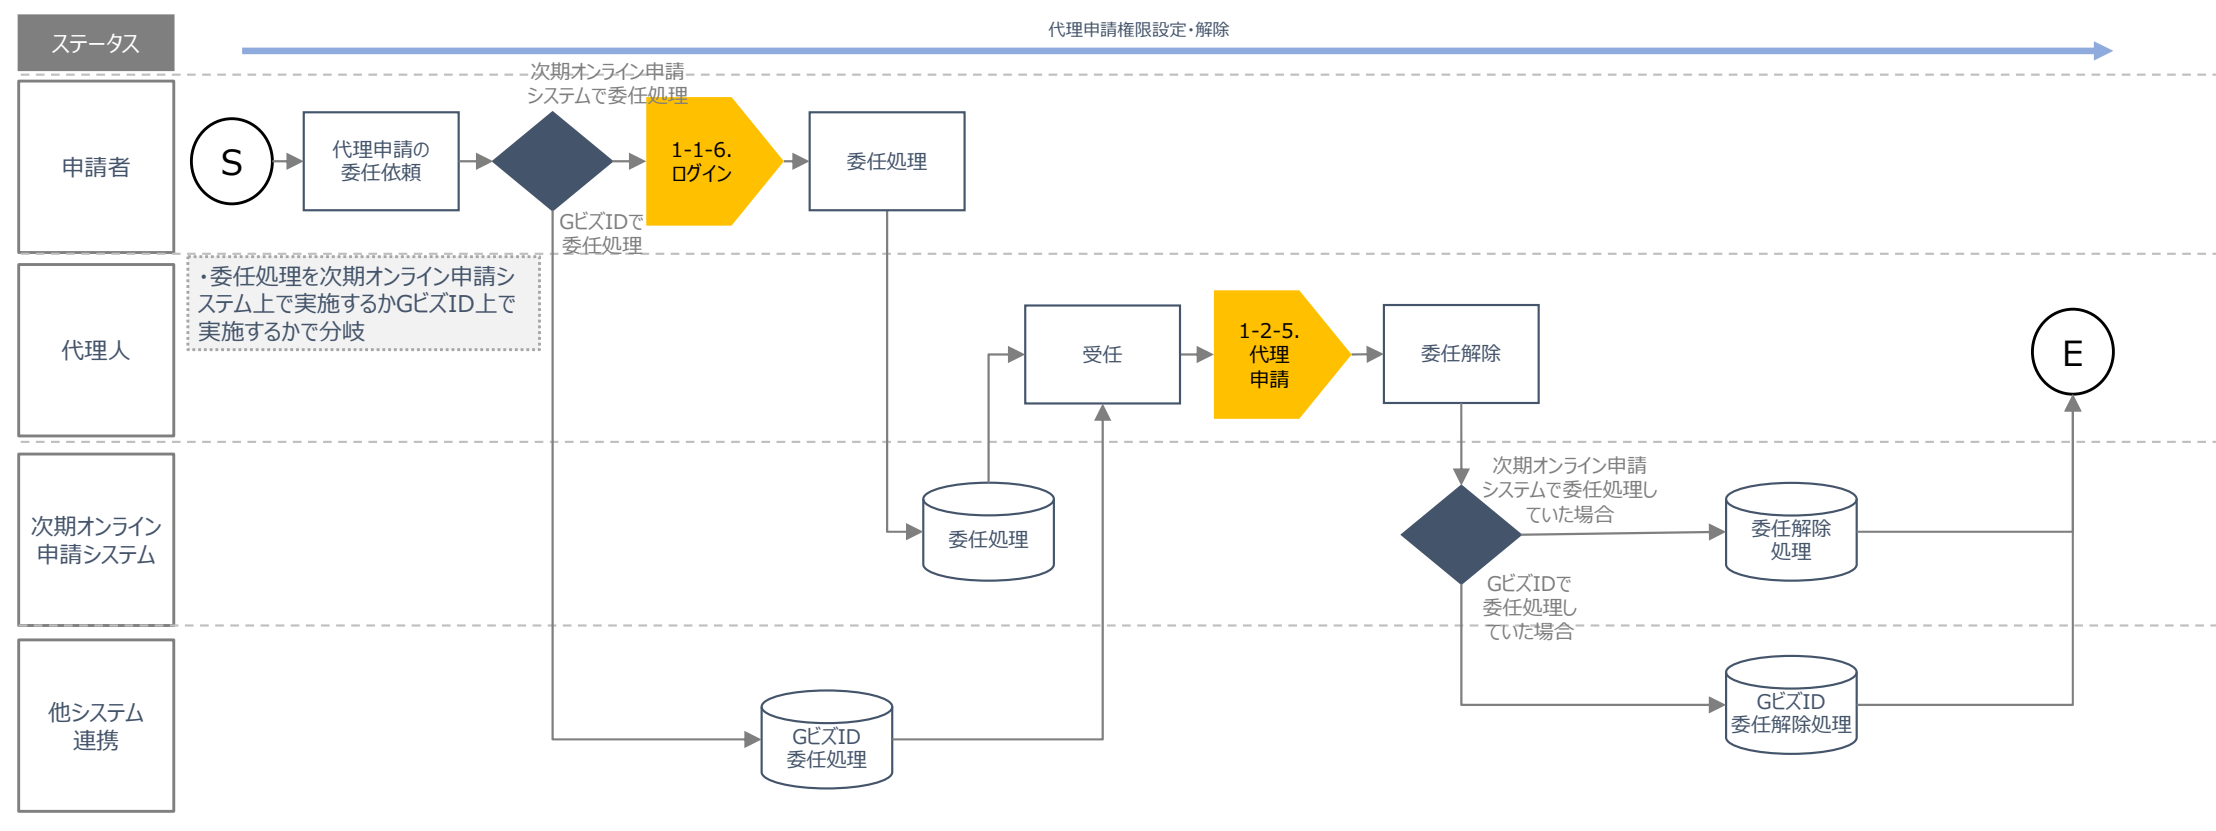 ステータス
代理申請権限設定・解除
申請者
S
代理申請の
委任依頼
次期オンライン申請
システムで委任処理
GビズIDで
委任処理
1-1-6.
ログイン
委任処理
代理人
・委任処理を次期オンライン申請シ
ステム上で実施するかGビズID上で
実施するかで分岐
受任
1-2-5.
代理
申請
委任解除
E
次期オンライン
申請システム
委任処理
次期オンライン申請
システムで委任処理し
ていた場合
GビズIDで
委任処理し
ていた場合
委任解除
処理
他システム
連携
GビズID
委任処理
GビズID
委任解除処理